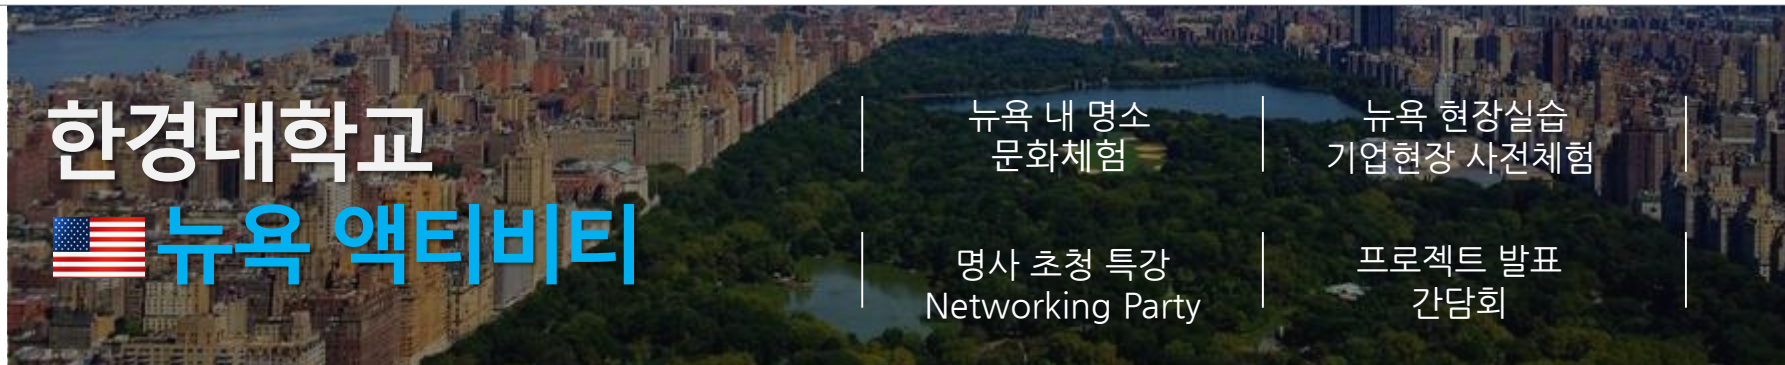 한경대학교
뉴욕 액티비티
뉴욕 내 명소
문화체험
뉴욕 현장실습
기업현장 사전체험
명사 초청 특강
Networking Party
프로젝트 발표
간담회